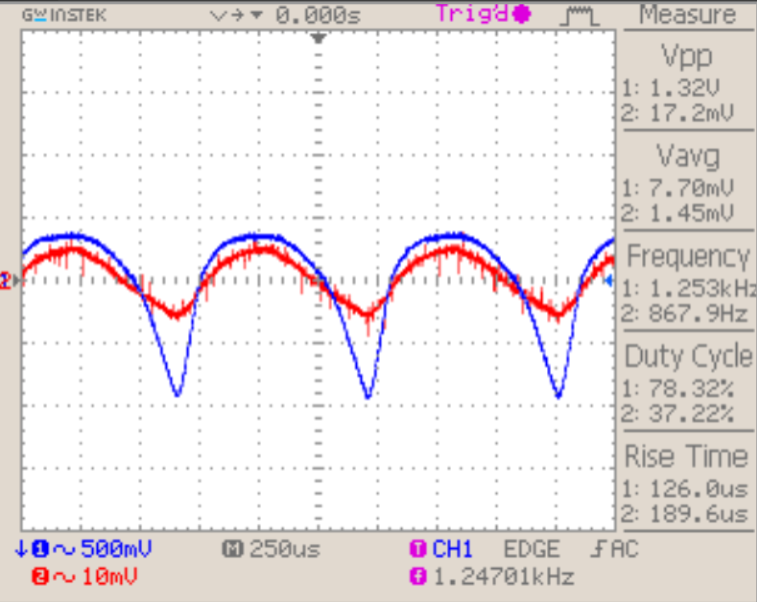 GW INSTEK 0.000s Trig'd Measure
Vpp
1: 1.32V
2: 17.2mV
Vavg
1: 7.70mV
2: 1.45mV
Frequency
1: 1.253kHz
2: 867.9Hz
Duty Cycle
1: 78.32%
2: 37.22%
Rise Time
1: 126.0us
2: 189.6us
1 500mV M 250us T CH1 EDGE AC
2 10mV f 1.24701kHz